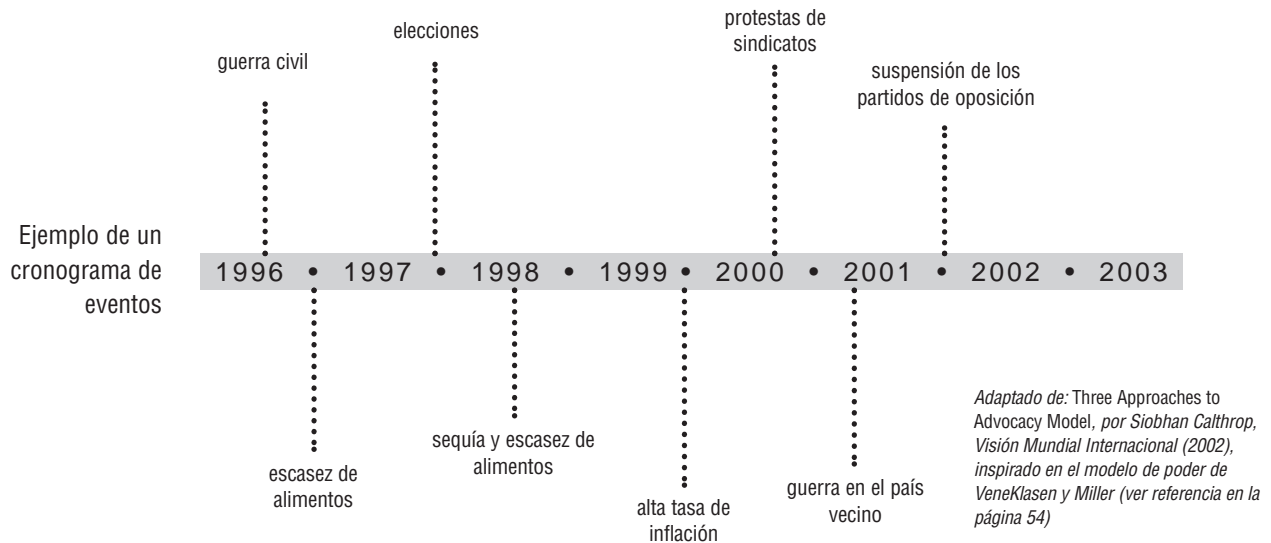 protestas de
sindicatos
elecciones
guerra civil
suspensión de los
partidos de oposición
Ejemplo de un
cronograma de
eventos
1996 • 1997 • 1998 • 1999 • 2000 • 2001 • 2002 • 2003
escasez de
alimentos
sequía y escasez de
alimentos
alta tasa de
inflación
guerra en el país
vecino
Adaptado de: Three Approaches to
Advocacy Model, por Siobhan Calthrop,
Visión Mundial Internacional (2002),
inspirado en el modelo de poder de
VeneKlasen y Miller (ver referencia en la
página 54)